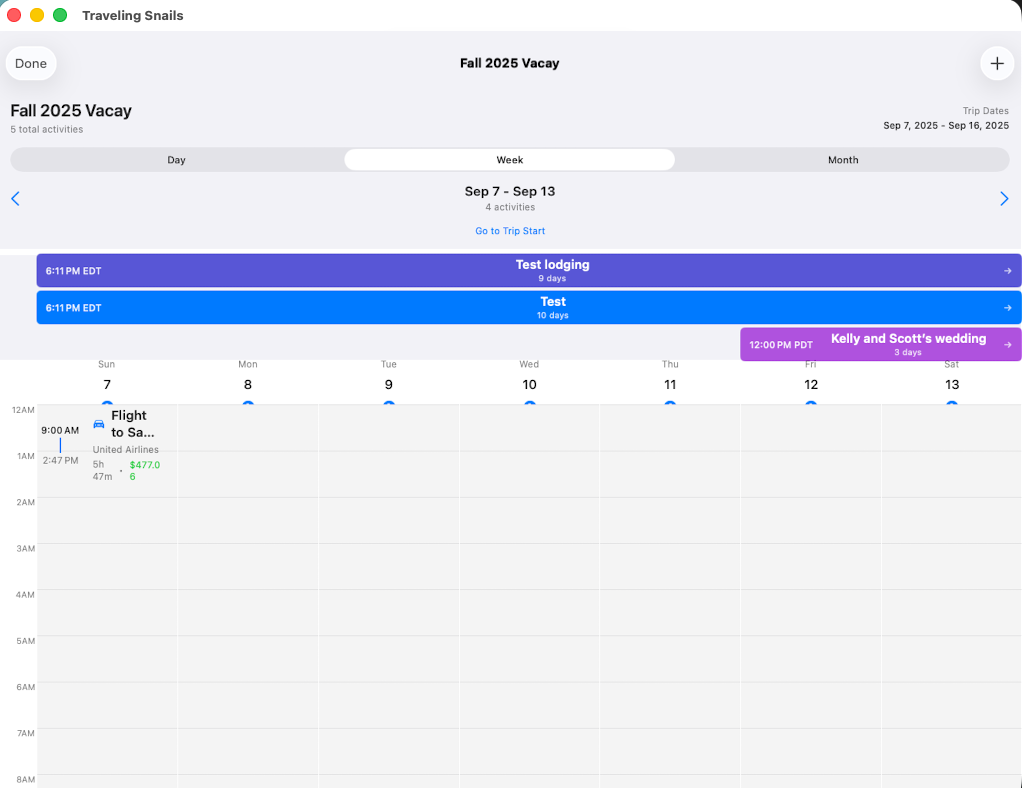 Traveling Snails
Done
Fall 2025 Vacay
Fall 2025 Vacay
5 total activities
Trip Dates
Sep 7, 2025 - Sep 16, 2025
Day
Week
Month
Sep 7 - Sep 13
4 activities
Go to Trip Start
6:11 PM EDT
Test lodging
9 days
6:11 PM EDT
Test
10 days
12:00 PM PDT
Kelly and Scott's wedding
3 days
Sun
Mon
Tue
Wed
Thu
Fri
Sat
7
8
9
10
11
12
13
12AM
9:00 AM
2:47 PM
Flight
to Sa...
United Airlines
5h
47m
·
$477.0
6
1AM
2AM
3AM
4AM
5AM
6AM
7AM
8AM